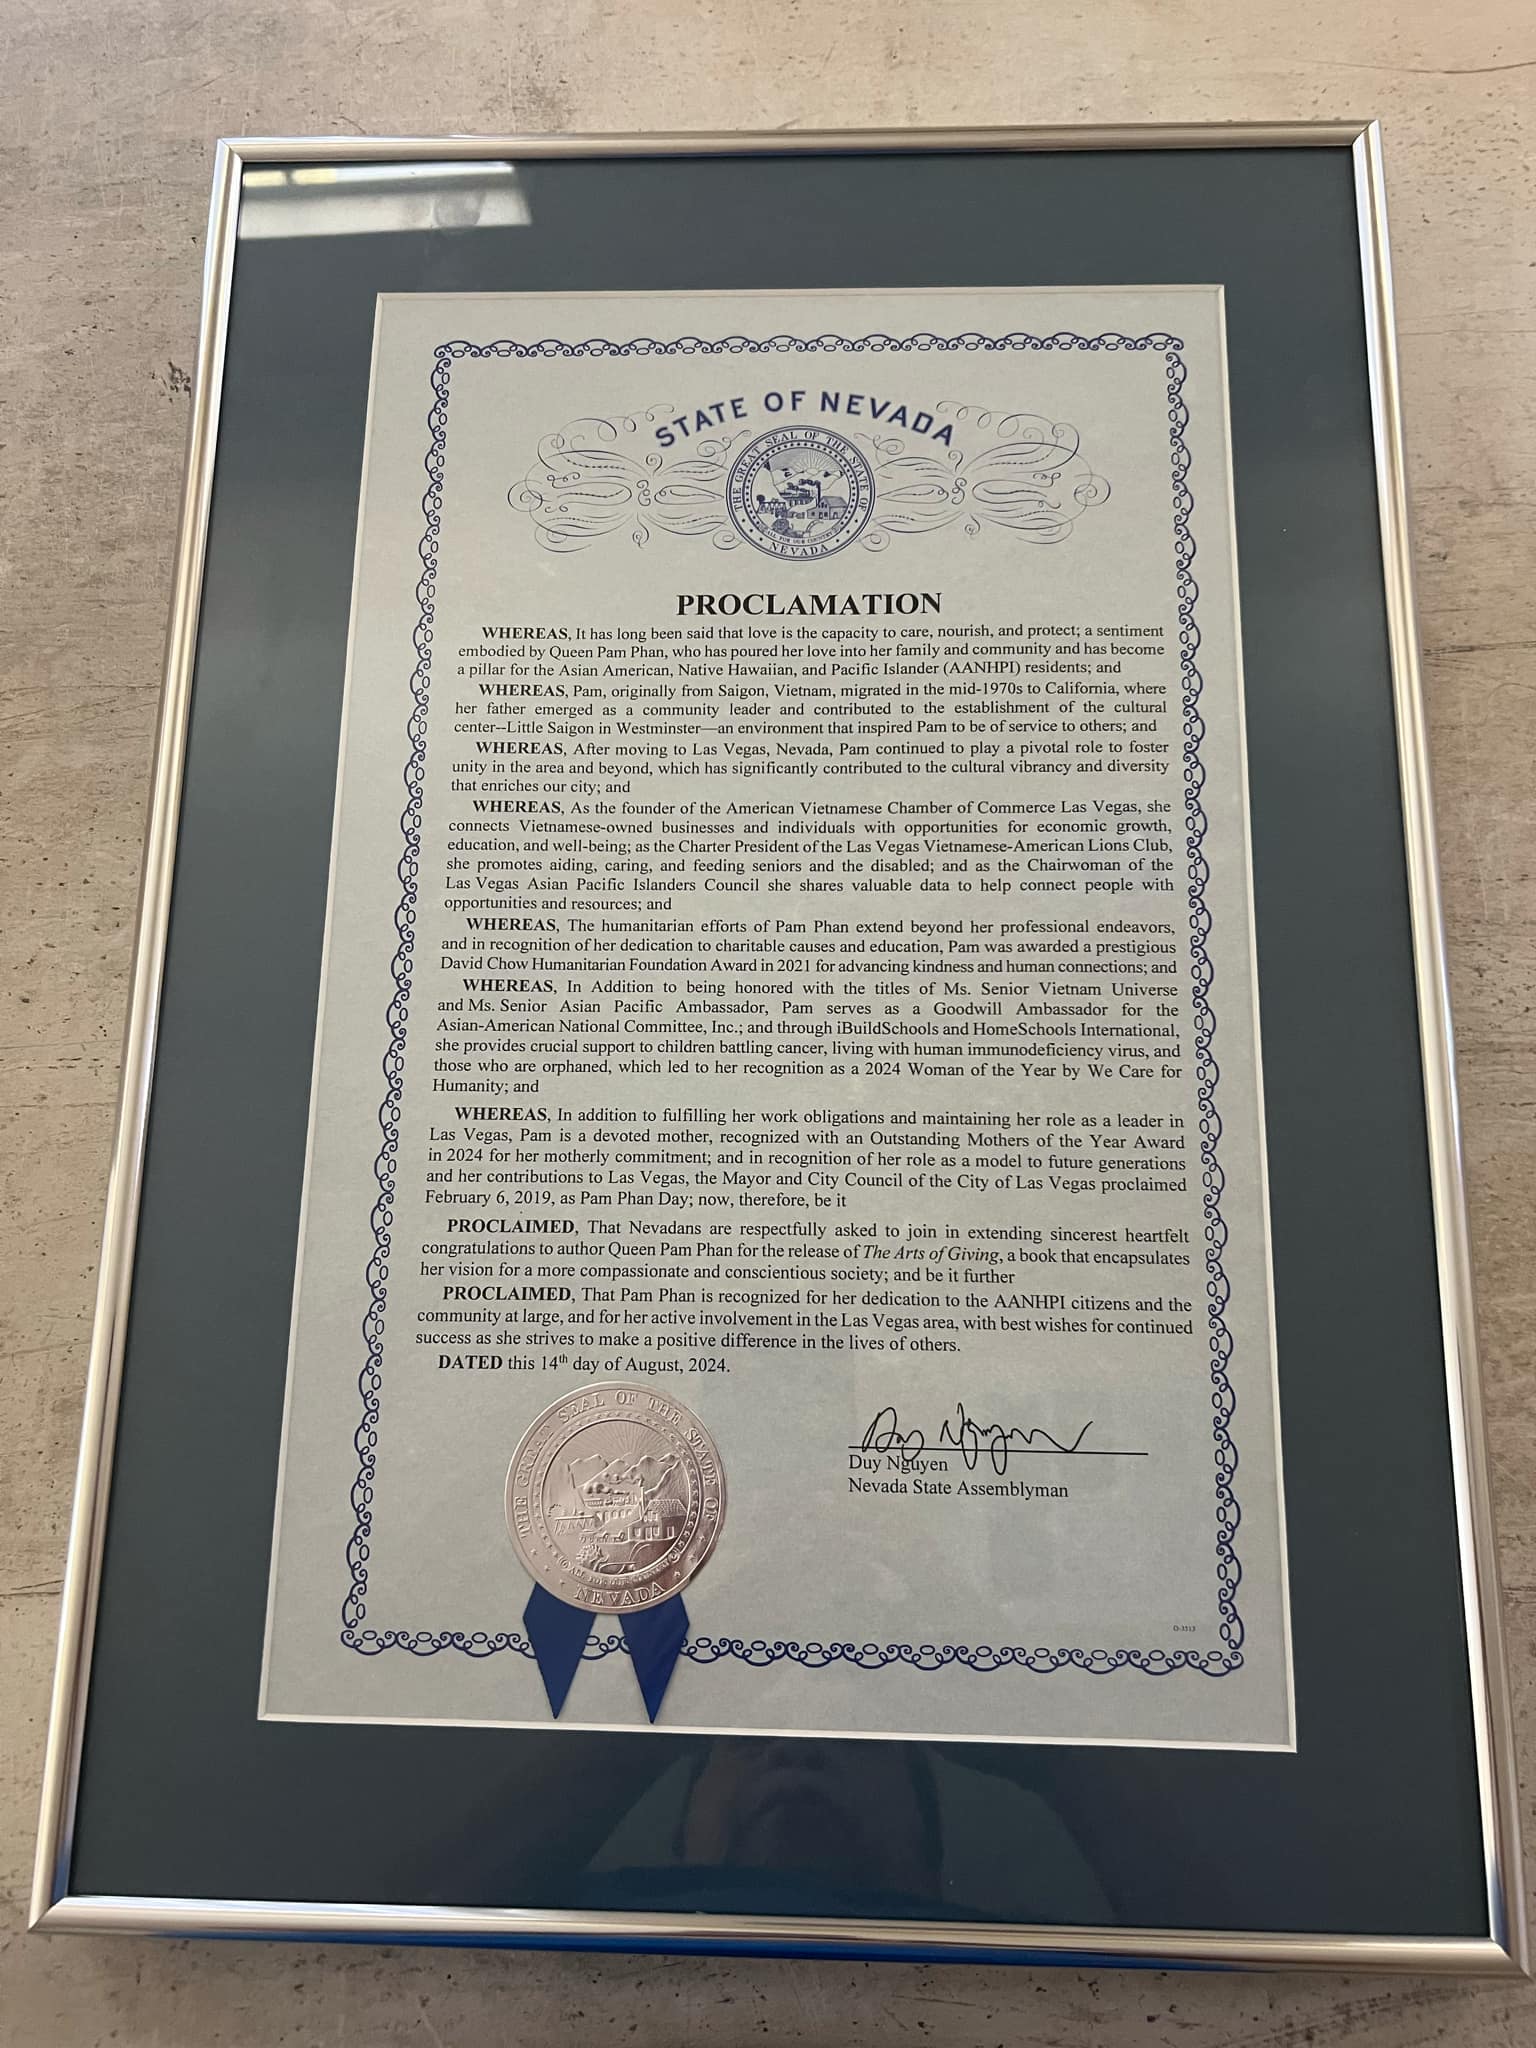 STATE OF NEVADA
THE GREAT SEAL OF THE STATE OF
ALL FOR OUR COUNTRY
NEVADA
PROCLAMATION
WHEREAS, It has long been said that love is the capacity to care, nourish, and protect; a sentiment
embodied by Queen Pam Phan, who has poured her love into her family and community and has become
a pillar for the Asian American, Native Hawaiian, and Pacific Islander (AANHPI) residents; and
WHEREAS, Pam, originally from Saigon, Vietnam, migrated in the mid-1970s to California, where
her father emerged as a community leader and contributed to the establishment of the cultural
center--Little Saigon in Westminster—an environment that inspired Pam to be of service to others; and
WHEREAS, After moving to Las Vegas, Nevada, Pam continued to play a pivotal role to foster
unity in the area and beyond, which has significantly contributed to the cultural vibrancy and diversity
that enriches our city; and
WHEREAS, As the founder of the American Vietnamese Chamber of Commerce Las Vegas, she
connects Vietnamese-owned businesses and individuals with opportunities for economic growth,
education, and well-being; as the Charter President of the Las Vegas Vietnamese-American Lions Club,
she promotes aiding, caring, and feeding seniors and the disabled; and as the Chairwoman of the
Las Vegas Asian Pacific Islanders Council she shares valuable data to help connect people with
opportunities and resources; and
WHEREAS, The humanitarian efforts of Pam Phan extend beyond her professional endeavors,
and in recognition of her dedication to charitable causes and education, Pam was awarded a prestigious
David Chow Humanitarian Foundation Award in 2021 for advancing kindness and human connections; and
WHEREAS, In Addition to being honored with the titles of Ms. Senior Vietnam Universe
and Ms. Senior Asian Pacific Ambassador, Pam serves as a Goodwill Ambassador for the
Asian-American National Committee, Inc.; and through iBuildSchools and HomeSchools International,
she provides crucial support to children battling cancer, living with human immunodeficiency virus, and
those who are orphaned, which led to her recognition as a 2024 Woman of the Year by We Care for
Humanity; and
WHEREAS, In addition to fulfilling her work obligations and maintaining her role as a leader in
Las Vegas, Pam is a devoted mother, recognized with an Outstanding Mothers of the Year Award
in 2024 for her motherly commitment; and in recognition of her role as a model to future generations
and her contributions to Las Vegas, the Mayor and City Council of the City of Las Vegas proclaimed
February 6, 2019, as Pam Phan Day; now, therefore, be it
PROCLAIMED, That Nevadans are respectfully asked to join in extending sincerest heartfelt
congratulations to author Queen Pam Phan for the release of The Arts of Giving, a book that encapsulates
her vision for a more compassionate and conscientious society; and be it further
PROCLAIMED, That Pam Phan is recognized for her dedication to the AANHPI citizens and the
community at large, and for her active involvement in the Las Vegas area, with best wishes for continued
success as she strives to make a positive difference in the lives of others.
DATED this 14th day of August, 2024.
THE GREAT SEAL OF THE STATE OF
ALL FOR OUR COUNTRY
NEVADA
Duy Nguyen
Duy Nguyen
Nevada State Assemblyman